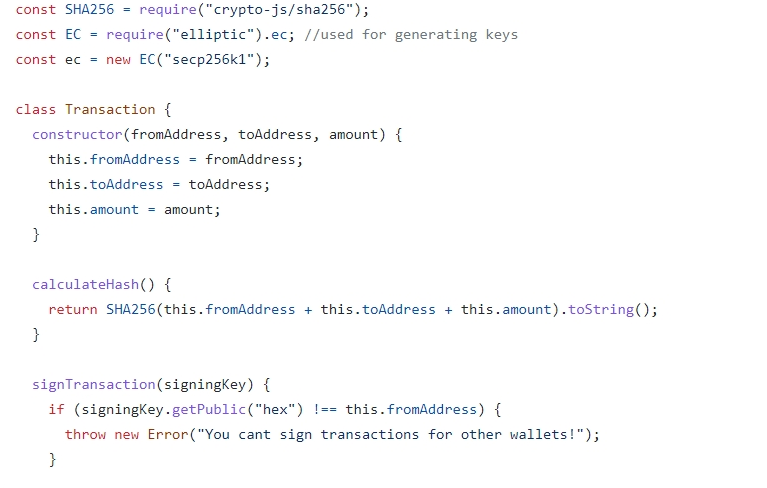 const SHA256 = require("crypto-js/sha256");
const EC = require("elliptic").ec; //used for generating keys
const ec = new EC("secp256k1");
class Transaction {
constructor(fromAddress, toAddress, amount) {
this.fromAddress = fromAddress;
this.toAddress = toAddress;
this.amount = amount;
}
calculateHash() {
return SHA256(this.fromAddress + this.toAddress + this.amount).toString();
}
signTransaction(signingKey) {
if (signingKey.getPublic("hex") !== this.fromAddress) {
throw new Error("You cant sign transactions for other wallets!");
}